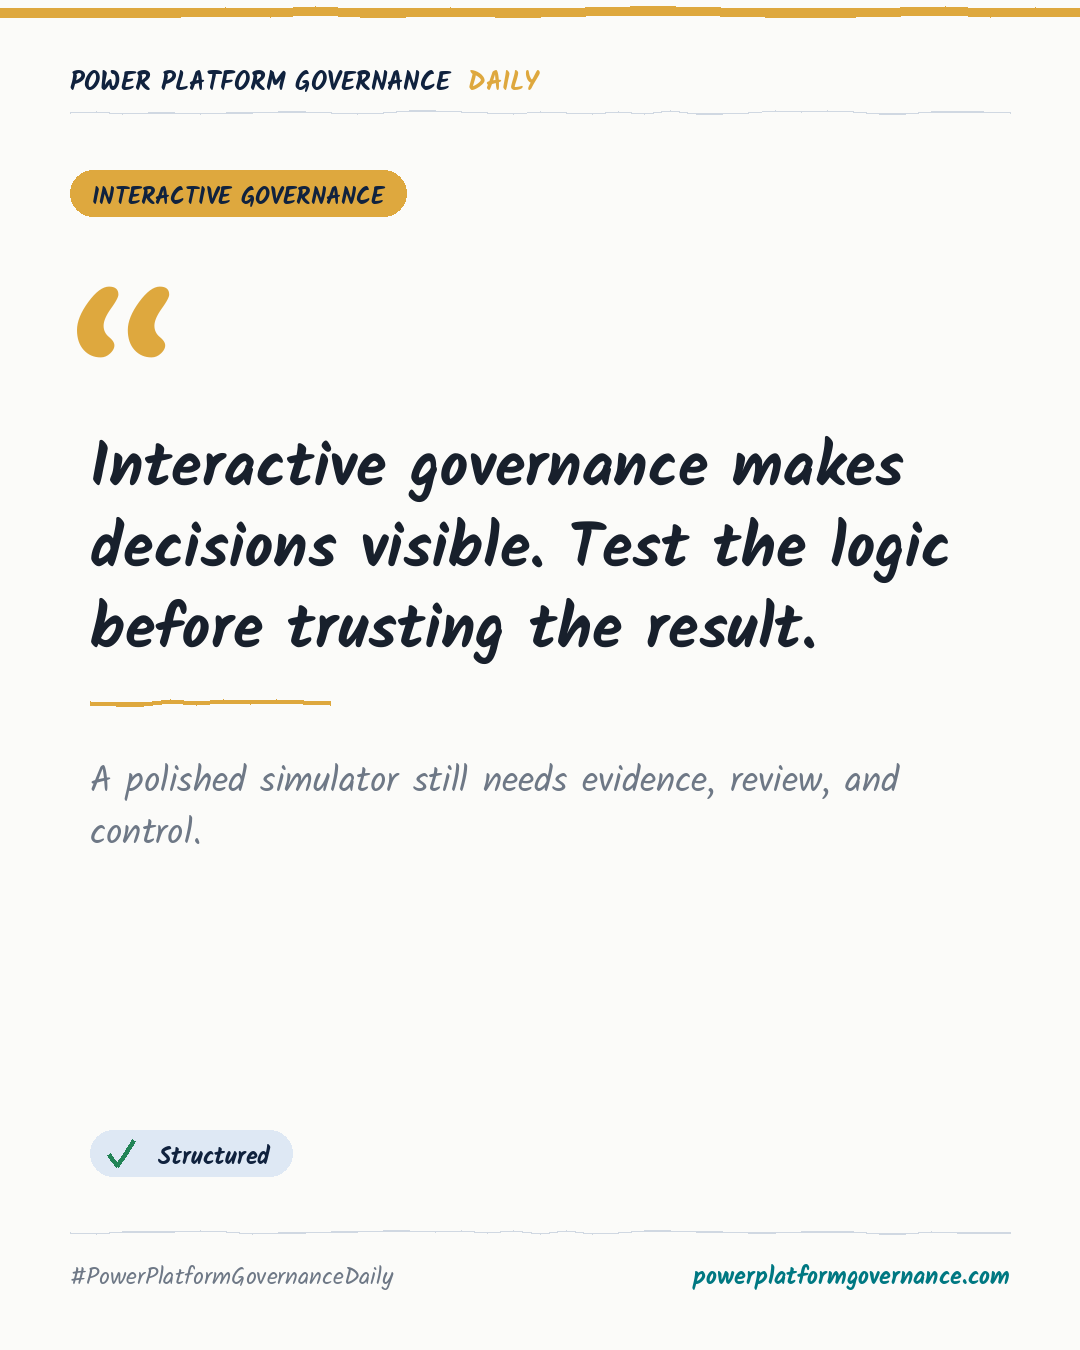 POWER PLATFORM GOVERNANCE DAILY
INTERACTIVE GOVERNANCE
“
Interactive governance makes
decisions visible. Test the logic
before trusting the result.
A polished simulator still needs evidence, review, and
control.
✓ Structured
#PowerPlatformGovernanceDaily
powerplatformgovernance.com